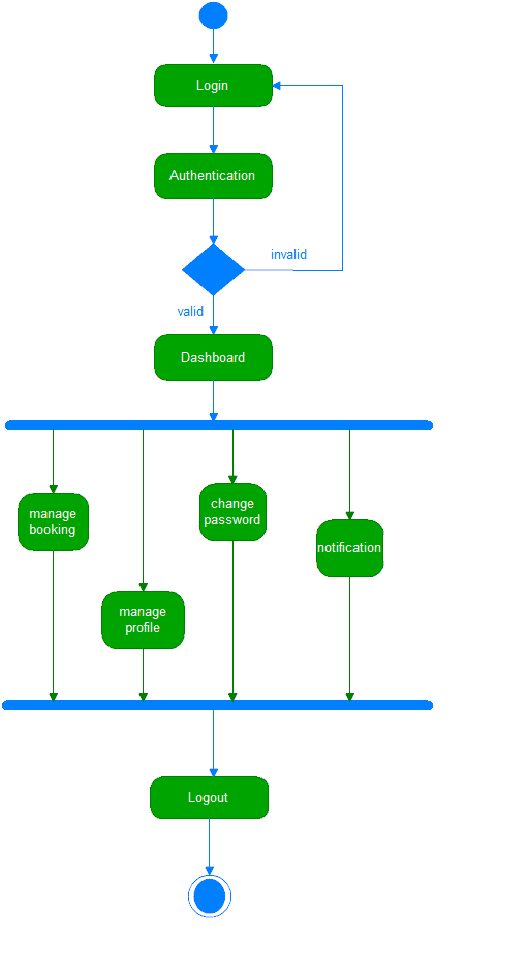 Login
Authentication
invalid
valid
Dashboard
manage
booking
change
password
notification
manage
profile
Logout